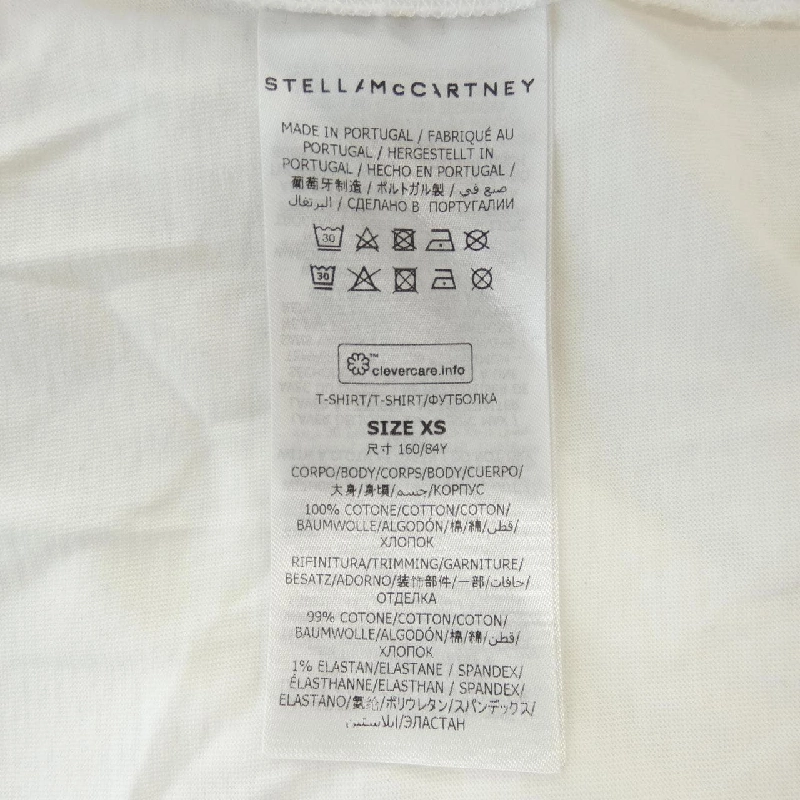 STELLA McCARTNEY
MADE IN PORTUGAL / FABRIQUÉ AU
PORTUGAL / HERGESTELLT IN
PORTUGAL / HECHO EN PORTUGAL /
葡萄牙制造 / ポルトガル製 / صنع في
البرتغال / СДЕЛАНО В ПОРТУГАЛИИ
30
30
clevercare.info™
T-SHIRT/T-SHIRT/ФУТБОЛКА
SIZE XS
尺寸 160/84Y
CORPO/BODY/CORPS/BODY/CUERPO/
大身/身頃/جسم/КОРПУС
100% COTONE/COTTON/COTON/
BAUMWOLLE/ALGODÓN/棉/綿/قطن/
ХЛОПОК
RIFINITURA/TRIMMING/GARNITURE/
BESATZ/ADORNO/装饰部件/一部/حافات/
ОТДЕЛКА
99% COTONE/COTTON/COTON/
BAUMWOLLE/ALGODÓN/棉/綿/قطن/
ХЛОПОК
1% ELASTAN/ELASTANE / SPANDEX/
ÉLASTHANNE/ELASTHAN / SPANDEX/
ELASTANO/氨纶/ポリウレタン/スパンデックス/
ايلاستين/ЭЛАСТАН